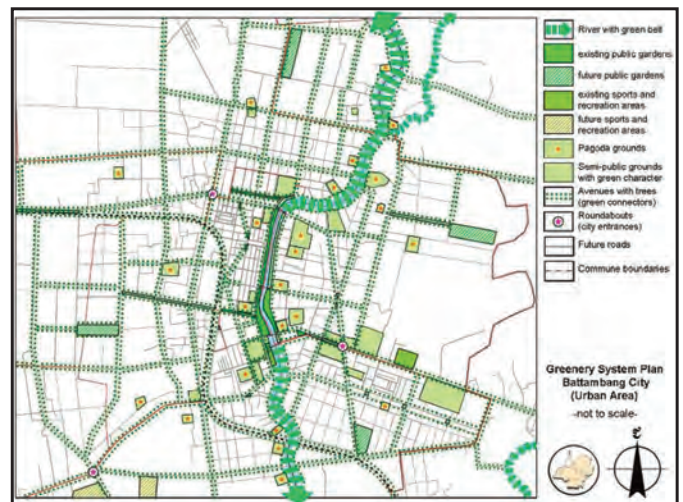 River with green belt
existing public gardens
future public gardens
existing sports and
recreation areas
future sports and
recreation areas
Pagoda grounds
Semi-public grounds
with green character
Avenues with trees
(green connectors)
Roundabouts
(city entrances)
Future roads
Commune boundaries
Greenery System Plan
Battambang City
(Urban Area)
-not to scale-